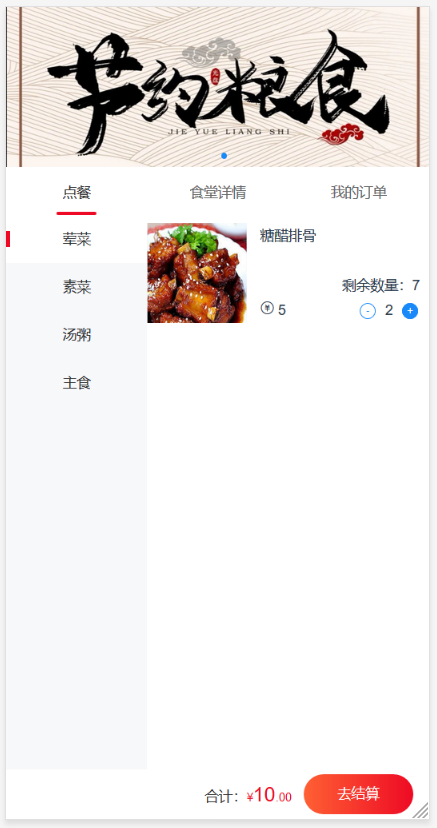 节约粮食
JIE YUE LIANG SHI
点餐 食堂详情 我的订单
荤菜
素菜
汤粥
主食
糖醋排骨
剩余数量：7
¥ 5
- 2 +
合计：¥10.00
去结算